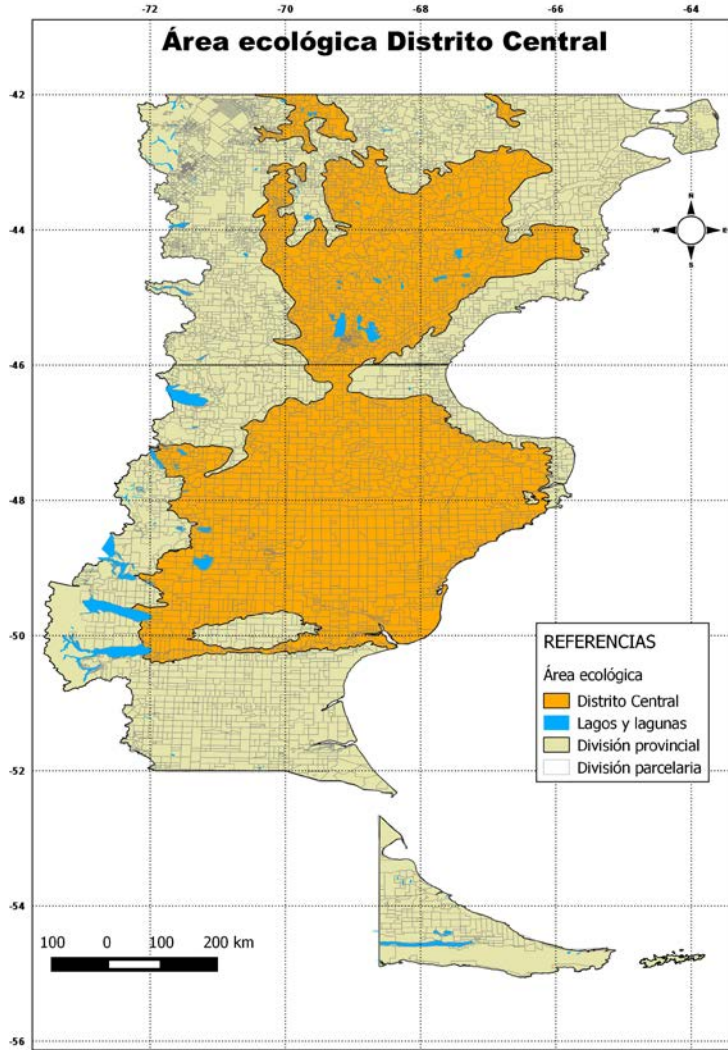 -72 -70 -68 -66 -64
Área ecológica Distrito Central
-42
N
-44
W E
S
-46
-48
-50
REFERENCIAS
Área ecológica
Distrito Central
Lagos y lagunas
División provincial
División parcelaria
-52
-54
100 0 100 200 km
-56